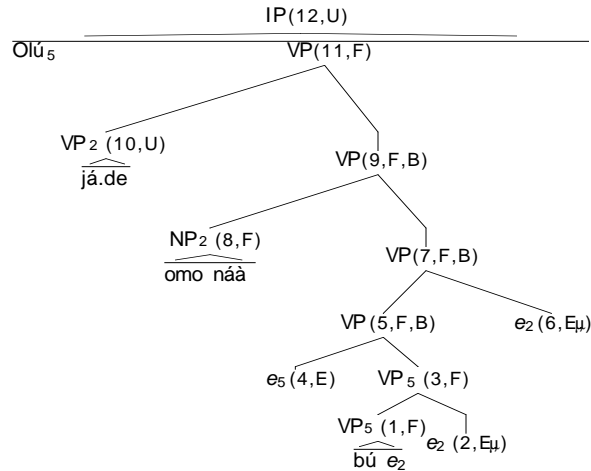 IP(12,U)
Olú5 VP(11,F)
VP2 (10,U) VP(9,F,B)
já.de
NP2 (8,F) VP(7,F,B)
omo náà
VP(5,F,B) e2 (6,Eμ)
e5 (4,E) VP5 (3,F)
VP5 (1,F) e2 (2,Eμ)
bú e2